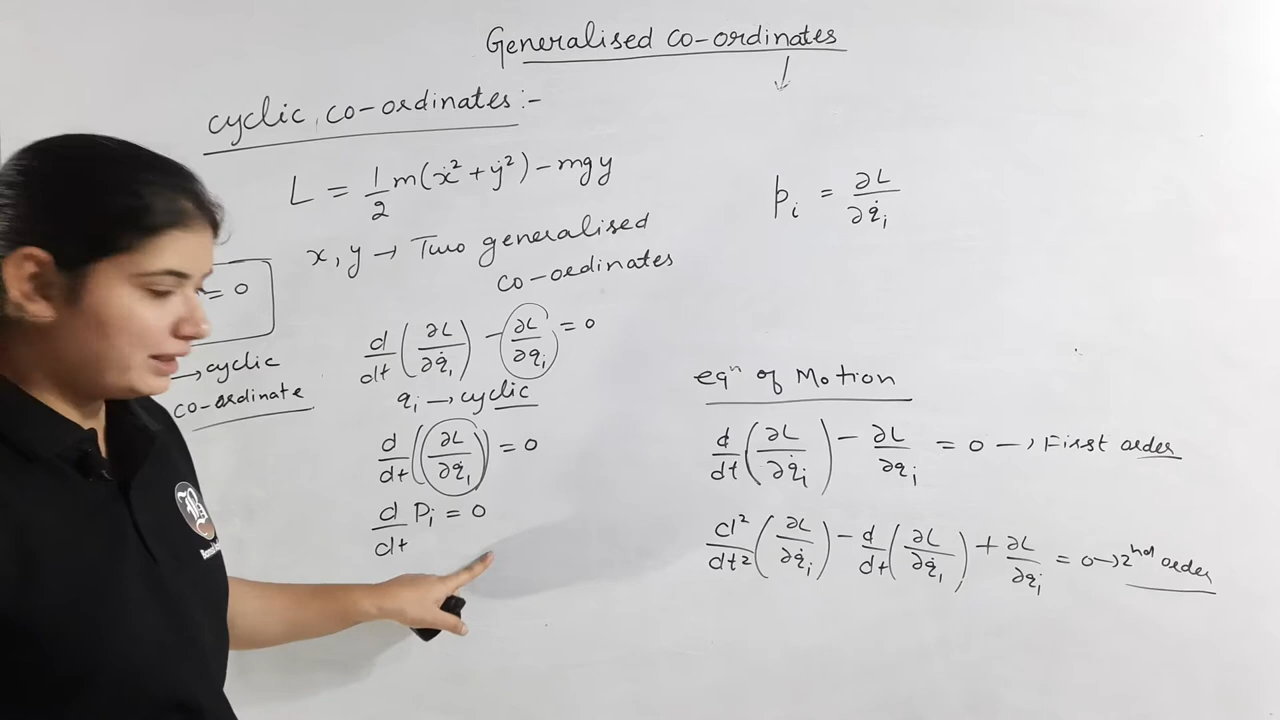 Generalised co-ordinates
↓
cyclic co-ordinates :-
L = 1/2 m(ẋ² + ẏ²) - mgy
x, y → Two generalised
co-oedinates
= 0
→ cyclic
co-ordinate
d/dt (∂L/∂q̇i) - ∂L/∂qi = 0
qi → cyclic
d/dt (∂L/∂q̇i) = 0
d/dt Pi = 0
pi = ∂L/∂q̇i
eqⁿ of Motion
d/dt (∂L/∂q̇i) - ∂L/∂qi = 0 → First order
d²/dt² (∂L/∂q̇i) - d/dt (∂L/∂q̇i) + ∂L/∂qi = 0 → 2nd order